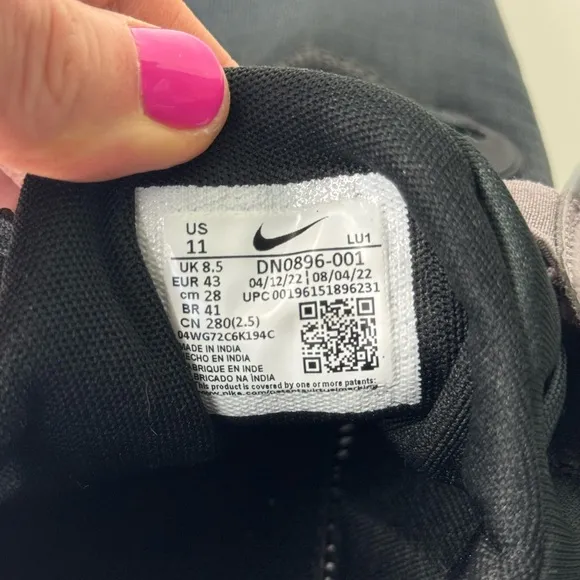 US
11
LU1
UK 8.5
EUR 43
cm 28
BR 41
CN 280(2.5)
DN0896-001
04/12/22 08/04/22
UPC 00196151896231
04WG72C6K194C
MADE IN INDIA
HECHO EN INDIA
FABRIQUE EN INDE
FABRICADO NA ÍNDIA
This product is covered by one or more patents: